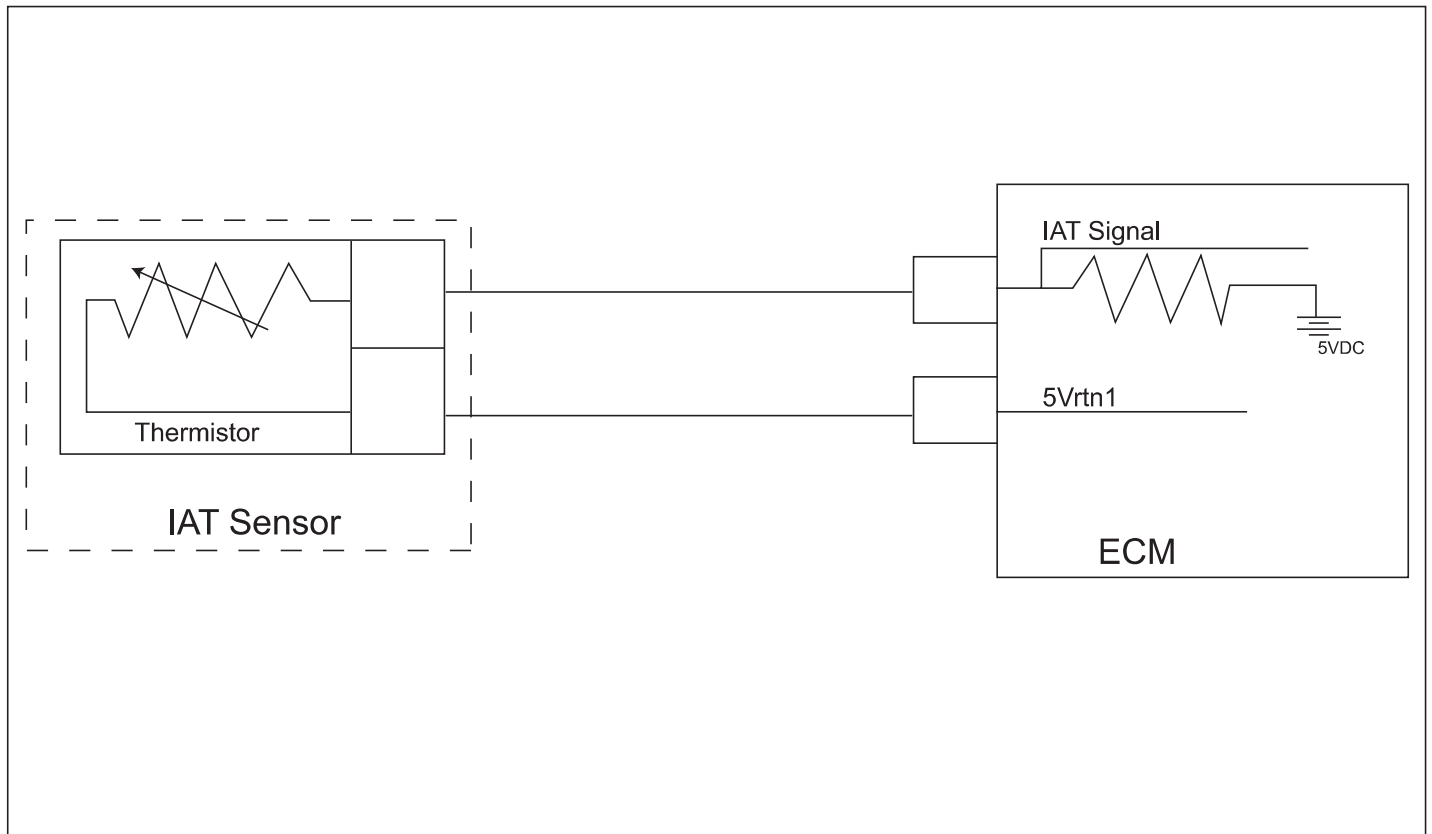 IAT Signal
5VDC
5Vrtn1
Thermistor
IAT Sensor
ECM